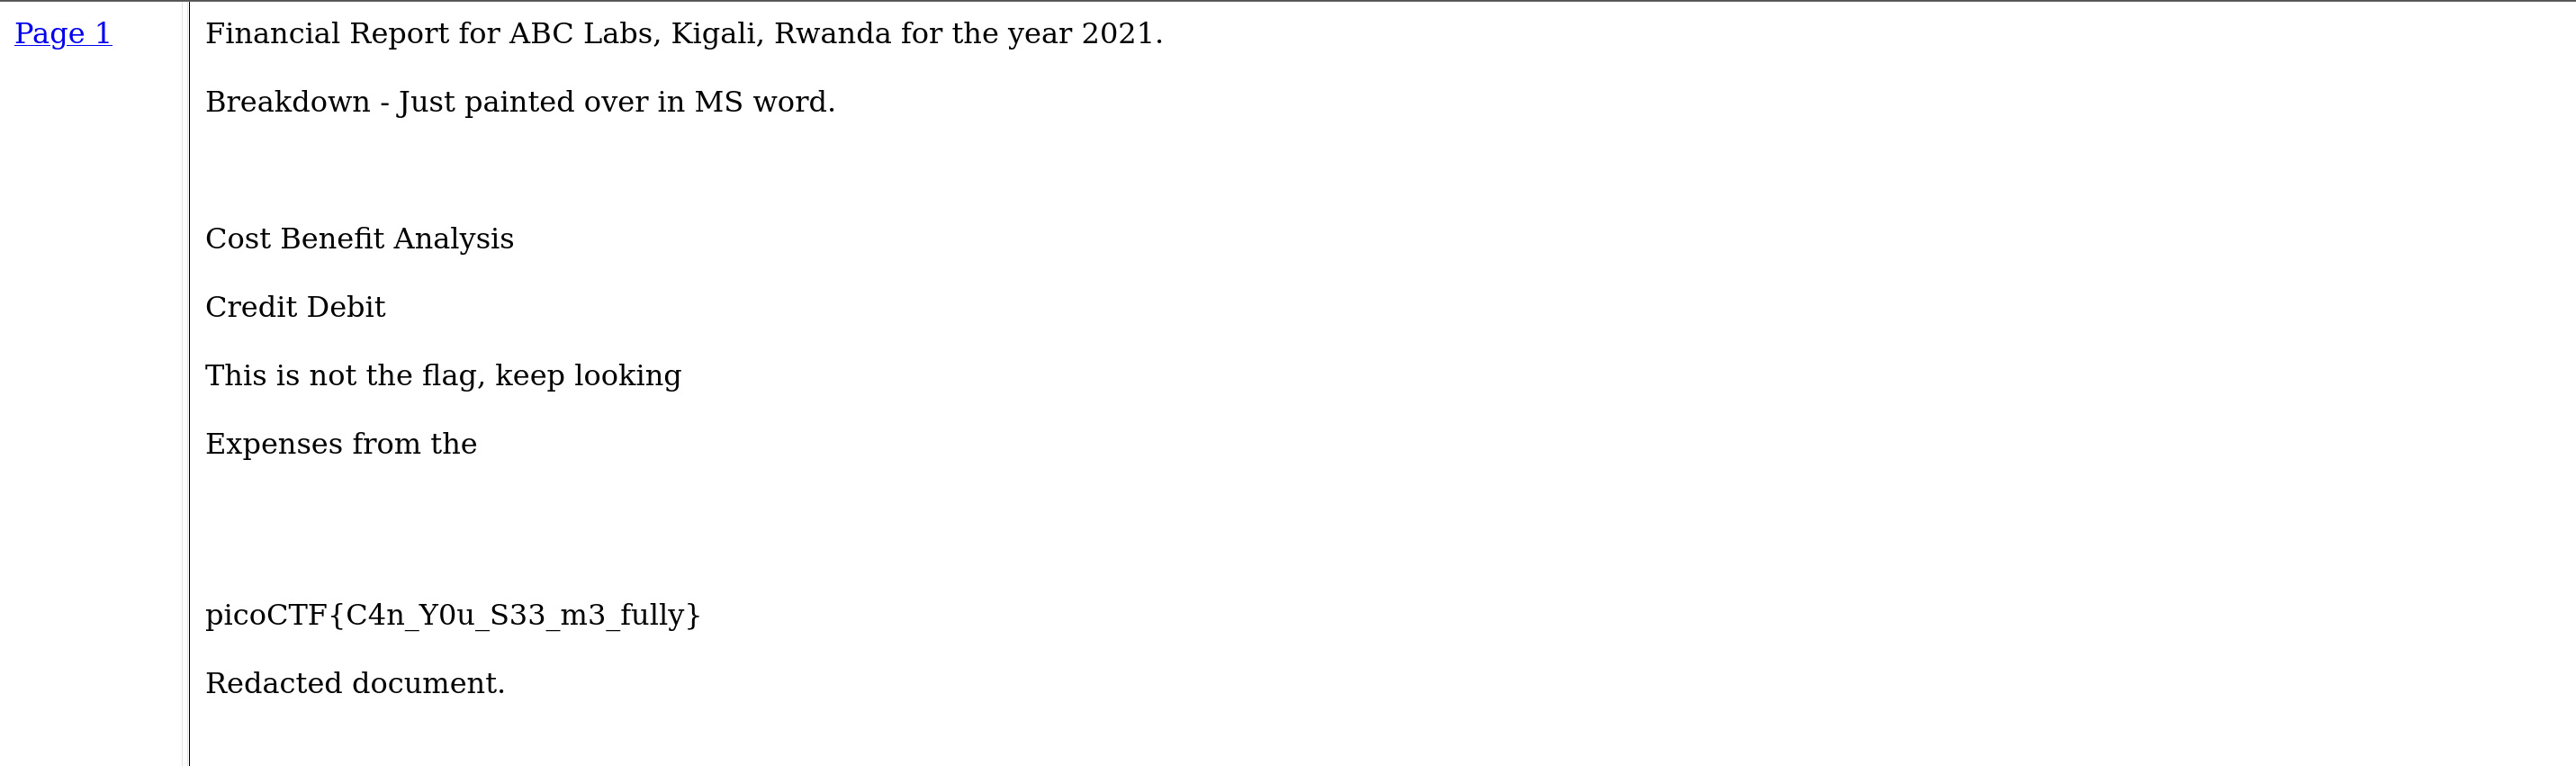 Page 1
Financial Report for ABC Labs, Kigali, Rwanda for the year 2021.
Breakdown - Just painted over in MS word.
Cost Benefit Analysis
Credit Debit
This is not the flag, keep looking
Expenses from the
picoCTF{C4n_Y0u_S33_m3_fully}
Redacted document.